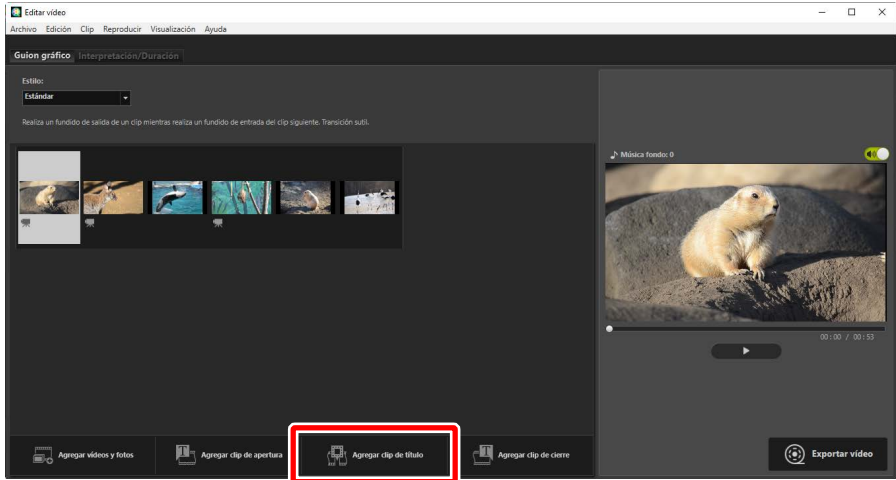 Editar vídeo
Archivo Edición Clip Reproducir Visualización Ayuda
Guion gráfico Interpretación/Duración
Estilo:
Estándar
Realiza un fundido de salida de un clip mientras realiza un fundido de entrada del clip siguiente. Transición sutil.
Música fondo: 0
00:00 / 00:53
Agregar vídeos y fotos
Agregar clip de apertura
Agregar clip de título
Agregar clip de cierre
Exportar vídeo